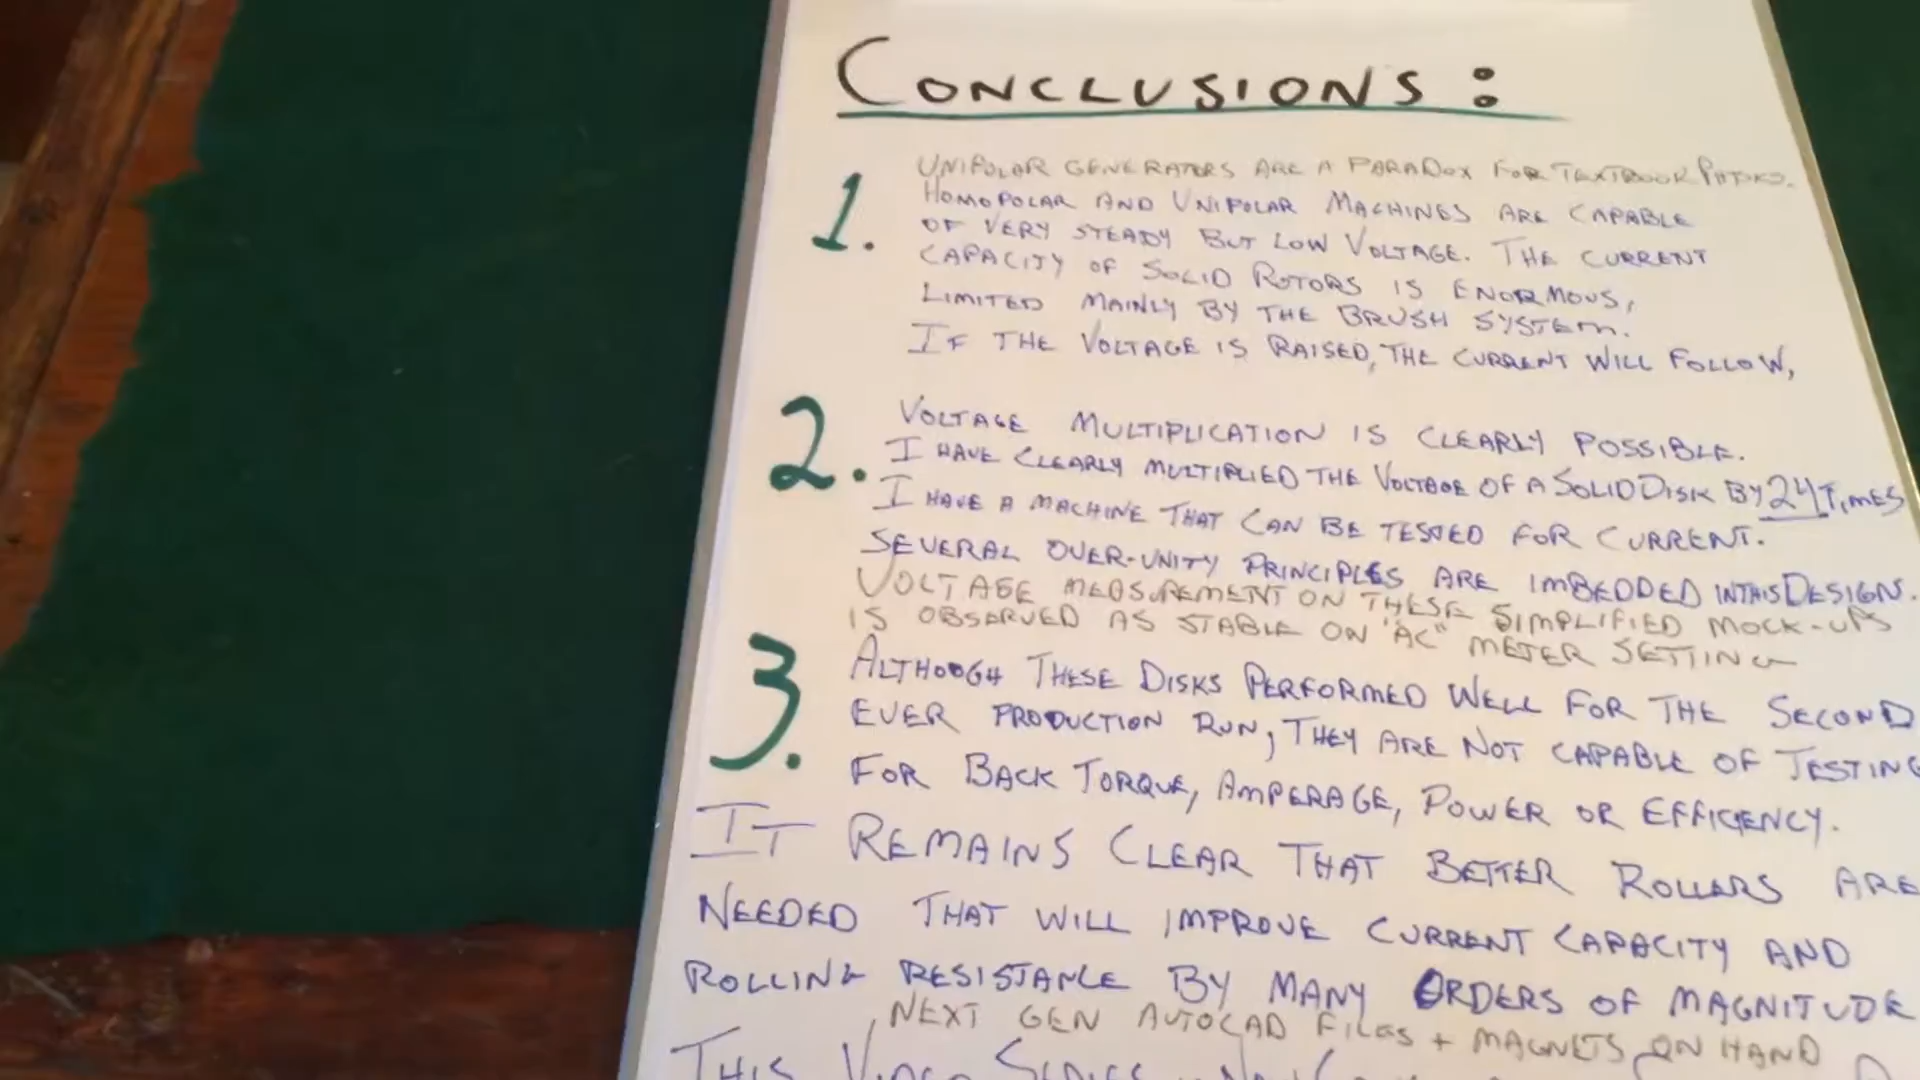 CONCLUSIONS:
UNIPOLAR GENERATORS ARE A PARADOX FOR TEXTBOOK PHYSICS.
1. HOMOPOLAR AND UNIPOLAR MACHINES ARE CAPABLE
OF VERY STEADY BUT LOW VOLTAGE. THE CURRENT
CAPACITY OF SOLID ROTORS IS ENORMOUS,
LIMITED MAINLY BY THE BRUSH SYSTEM.
IF THE VOLTAGE IS RAISED, THE CURRENT WILL FOLLOW,
2. VOLTAGE MULTIPLICATION IS CLEARLY POSSIBLE.
I HAVE CLEARLY MULTIPLIED THE VOLTAGE OF A SOLID DISK BY 24 TIMES
I HAVE A MACHINE THAT CAN BE TESTED FOR CURRENT.
SEVERAL OVER-UNITY PRINCIPLES ARE IMBEDDED IN THIS DESIGN.
VOLTAGE MEASUREMENT ON THESE SIMPLIFIED MOCK-UPS
IS OBSERVED AS STABLE ON "AC" METER SETTING
3. ALTHOUGH THESE DISKS PERFORMED WELL FOR THE SECOND
EVER PRODUCTION RUN, THEY ARE NOT CAPABLE OF TESTING
FOR BACK TORQUE, AMPERAGE, POWER OR EFFICIENCY.
IT REMAINS CLEAR THAT BETTER ROLLERS ARE
NEEDED THAT WILL IMPROVE CURRENT CAPACITY AND
ROLLING RESISTANCE BY MANY ORDERS OF MAGNITUDE
NEXT GEN AUTOCAD FILES + MAGNETS ON HAND
THIS VIDEO SERIES